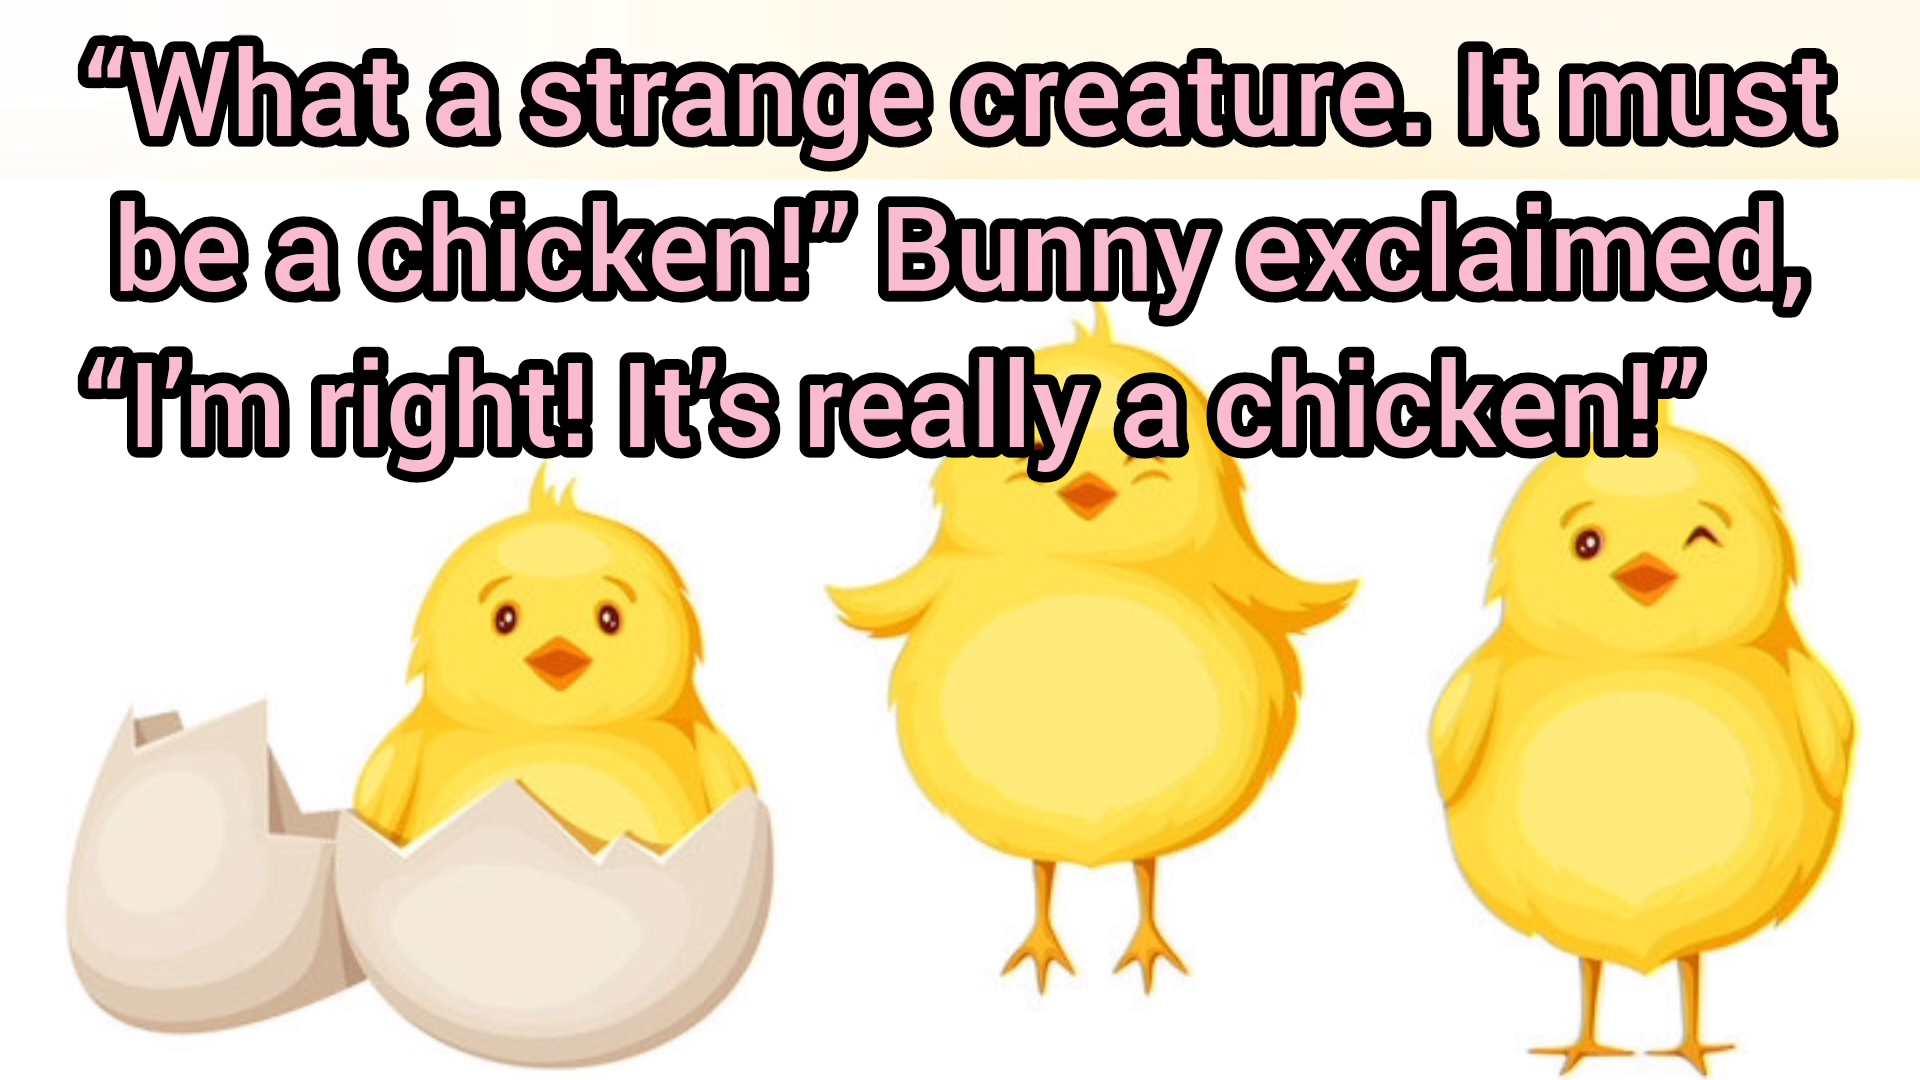 “What a strange creature. It must
be a chicken!” Bunny exclaimed,
“I’m right! It’s really a chicken!”